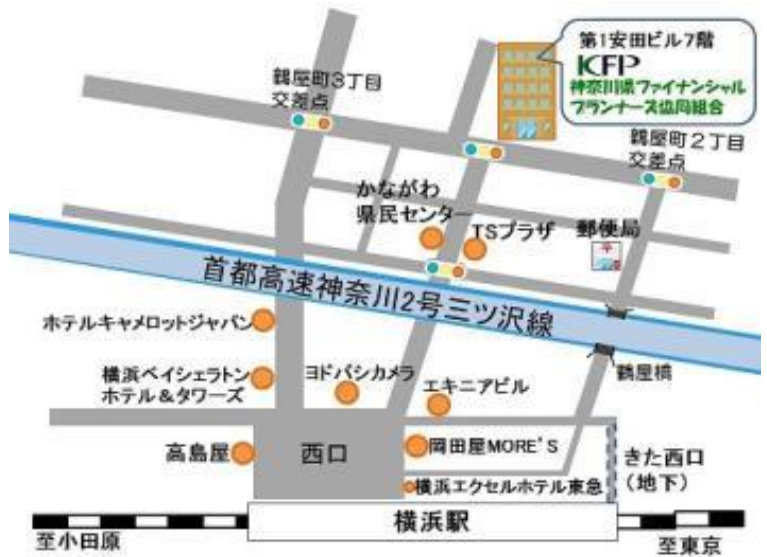 第1安田ビル7階
KFP
神奈川県ファイナンシャル
プランナーズ協同組合
鶴屋町3丁目
交差点
鶴屋町2丁目
交差点
かながわ
県民センター
TSプラザ
郵便局
首都高速神奈川2号三ツ沢線
ホテルキャメロットジャパン
横浜ベイシェラトン
ホテル&タワーズ
ヨドバシカメラ
エキニアビル
鶴屋橋
高島屋
西口
岡田屋MORE'S
きた西口
(地下)
横浜エクセルホテル東急
横浜駅
至小田原
至東京